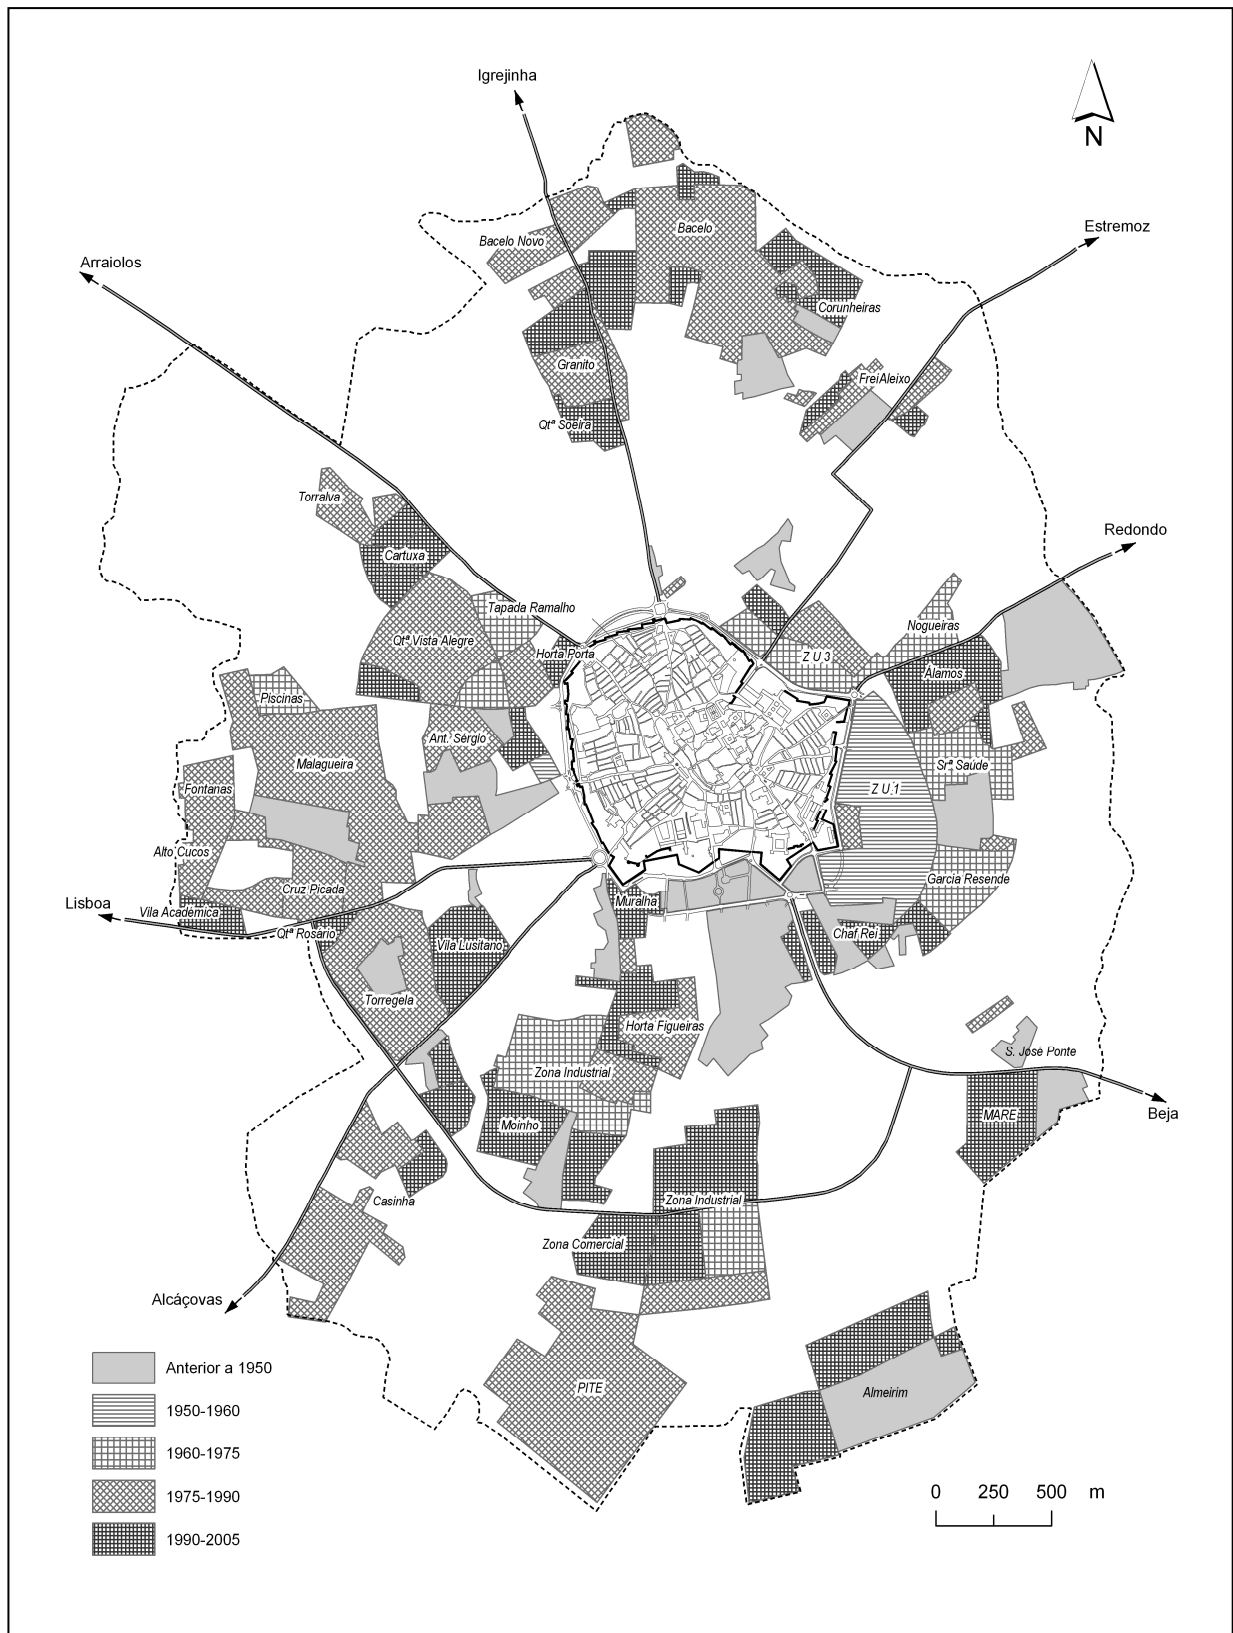 Igrejinha
N
Estremoz
Bacelo
Bacelo Novo
Arraiolos
Corunheiras
Granito
FreiAleixo
Qtª Soeira
Torralva
Redondo
Cartuxa
Tapada Ramalho
Nogueiras
Qtª Vista Alegre
Horta Porta
Z U 3
Álamos
Piscinas
Ant. Sérgio
Malagueira
Srª Saúde
Fontanas
Z U 1
Alto Cucos
Garcia Resende
Cruz Picada
Lisboa
Muralha
Vila Académica
Qtª Rosário
Chaf Rei
Vila Lusitano
Torregela
Horta Figueiras
S. José Ponte
Zona Industrial
Beja
MARE
Moinho
Casinha
Zona Industrial
Zona Comercial
Alcáçovas
Anterior a 1950
PITE
Almeirim
1950-1960
1960-1975
1975-1990
0 250 500 m
1990-2005